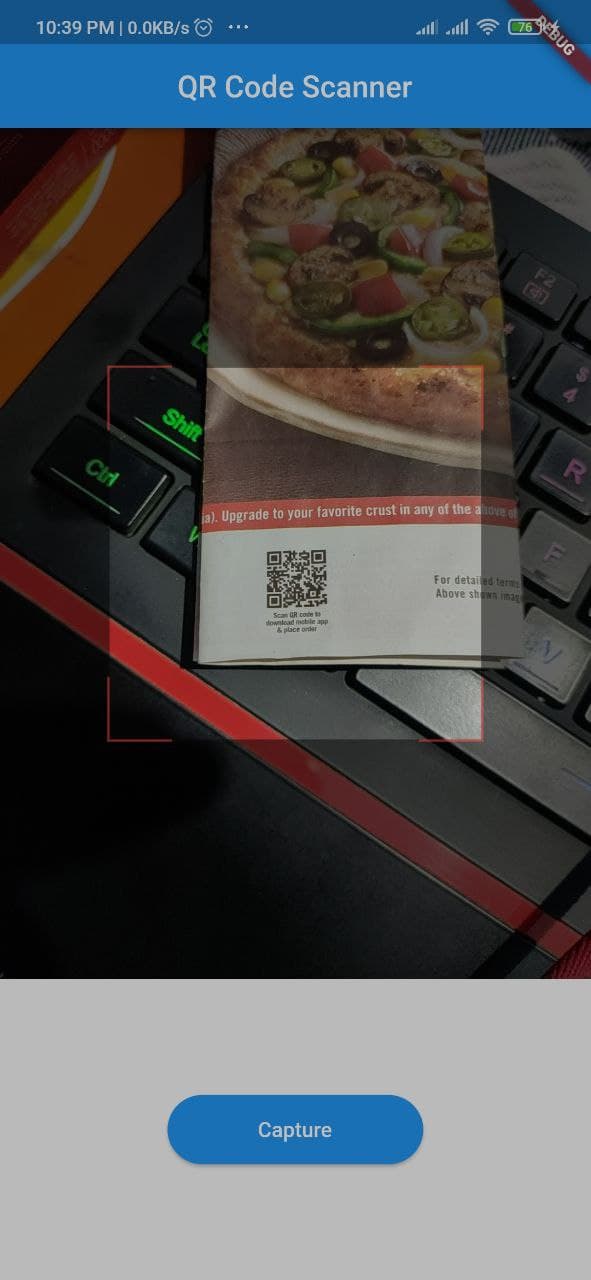 10:39 PM | 0.0KB/s
76
DEBUG
QR Code Scanner
F2
Shift
$
4
Ctrl
R
ia). Upgrade to your favorite crust in any of the above of
F
For detailed terms
Above shown imag
Scan QR code to
download mobile app
& place order
Capture